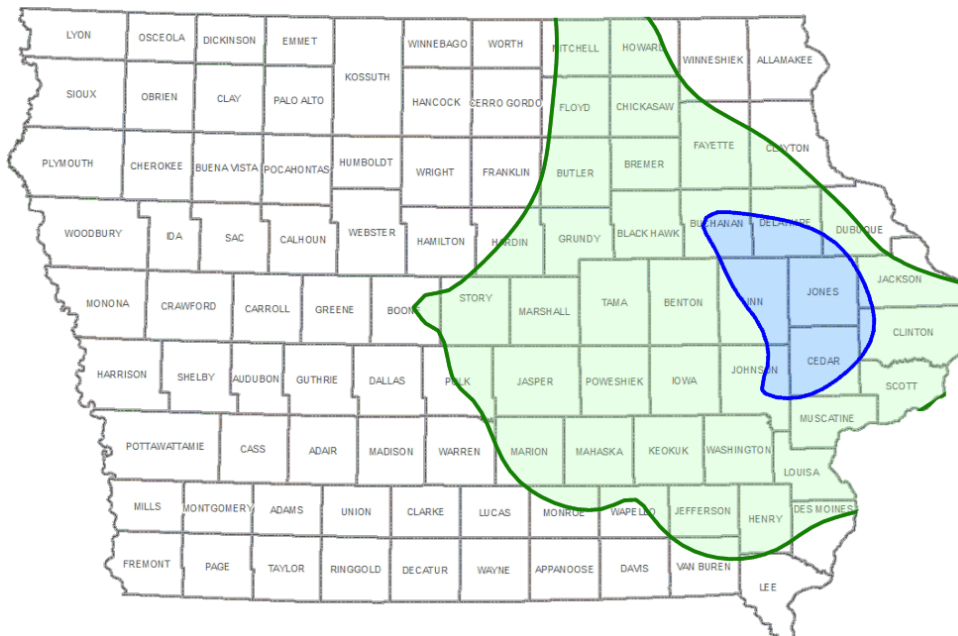 LYON OSCEOLA DICKINSON EMMET WINNEBAGO WORTH MITCHELL HOWARD WINNESHIEK ALLAMAKEE
KOSSUTH
SIOUX OBRIEN CLAY PALO ALTO HANCOCK CERRO GORDO FLOYD CHICKASAW
PLYMOUTH CHEROKEE BUENA VISTA POCAHONTAS HUMBOLDT WRIGHT FRANKLIN BUTLER BREMER FAYETTE CLAYTON
WOODBURY IDA SAC CALHOUN WEBSTER HAMILTON HARDIN GRUNDY BLACK HAWK BUCHANAN DELAWARE DUBUQUE
MONONA CRAWFORD CARROLL GREENE BOONE STORY MARSHALL TAMA BENTON LINN JONES JACKSON
CLINTON
HARRISON SHELBY AUDUBON GUTHRIE DALLAS POLK JASPER POWESHIEK IOWA JOHNSON CEDAR SCOTT
MUSCATINE
POTTAWATTAMIE CASS ADAIR MADISON WARREN MARION MAHASKA KEOKUK WASHINGTON LOUISA
MILLS MONTGOMERY ADAMS UNION CLARKE LUCAS MONROE WAPELLO JEFFERSON HENRY DES MOINES
FREMONT PAGE TAYLOR RINGGOLD DECATUR WAYNE APPANOOSE DAVIS VAN BUREN LEE